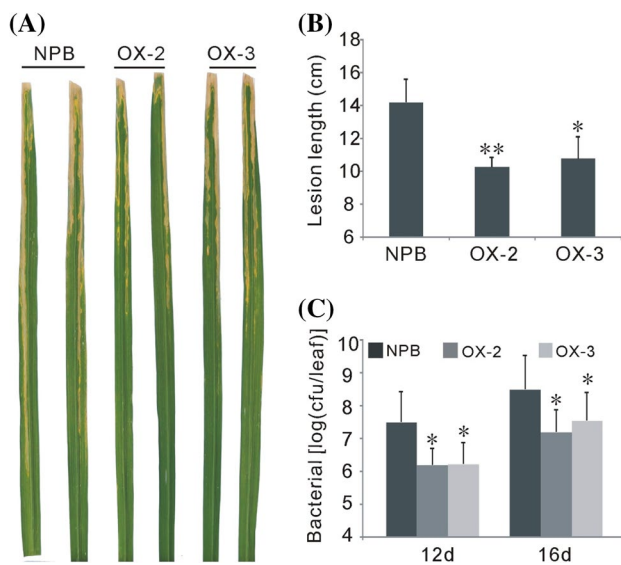 (A)
NPB OX-2 OX-3
(B)
Lesion length (cm)
18
16
14
12
10
8
6
**
*
NPB OX-2 OX-3
(C)
Bacterial [log(cfu/leaf)]
NPB OX-2 OX-3
10
9
8
7
6
5
4
* * * *
12d 16d